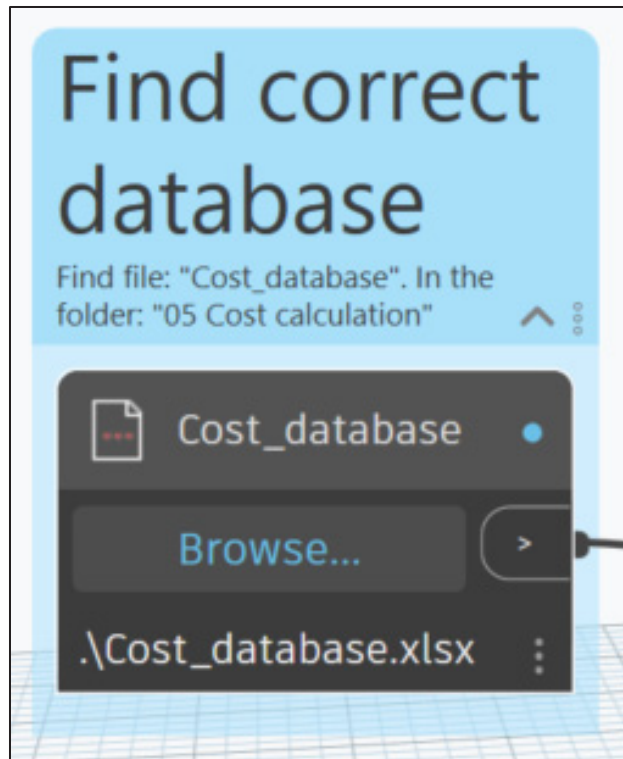 Find correct
database
Find file: "Cost_database". In the
folder: "05 Cost calculation"
Cost_database
Browse...
>
.\Cost_database.xlsx